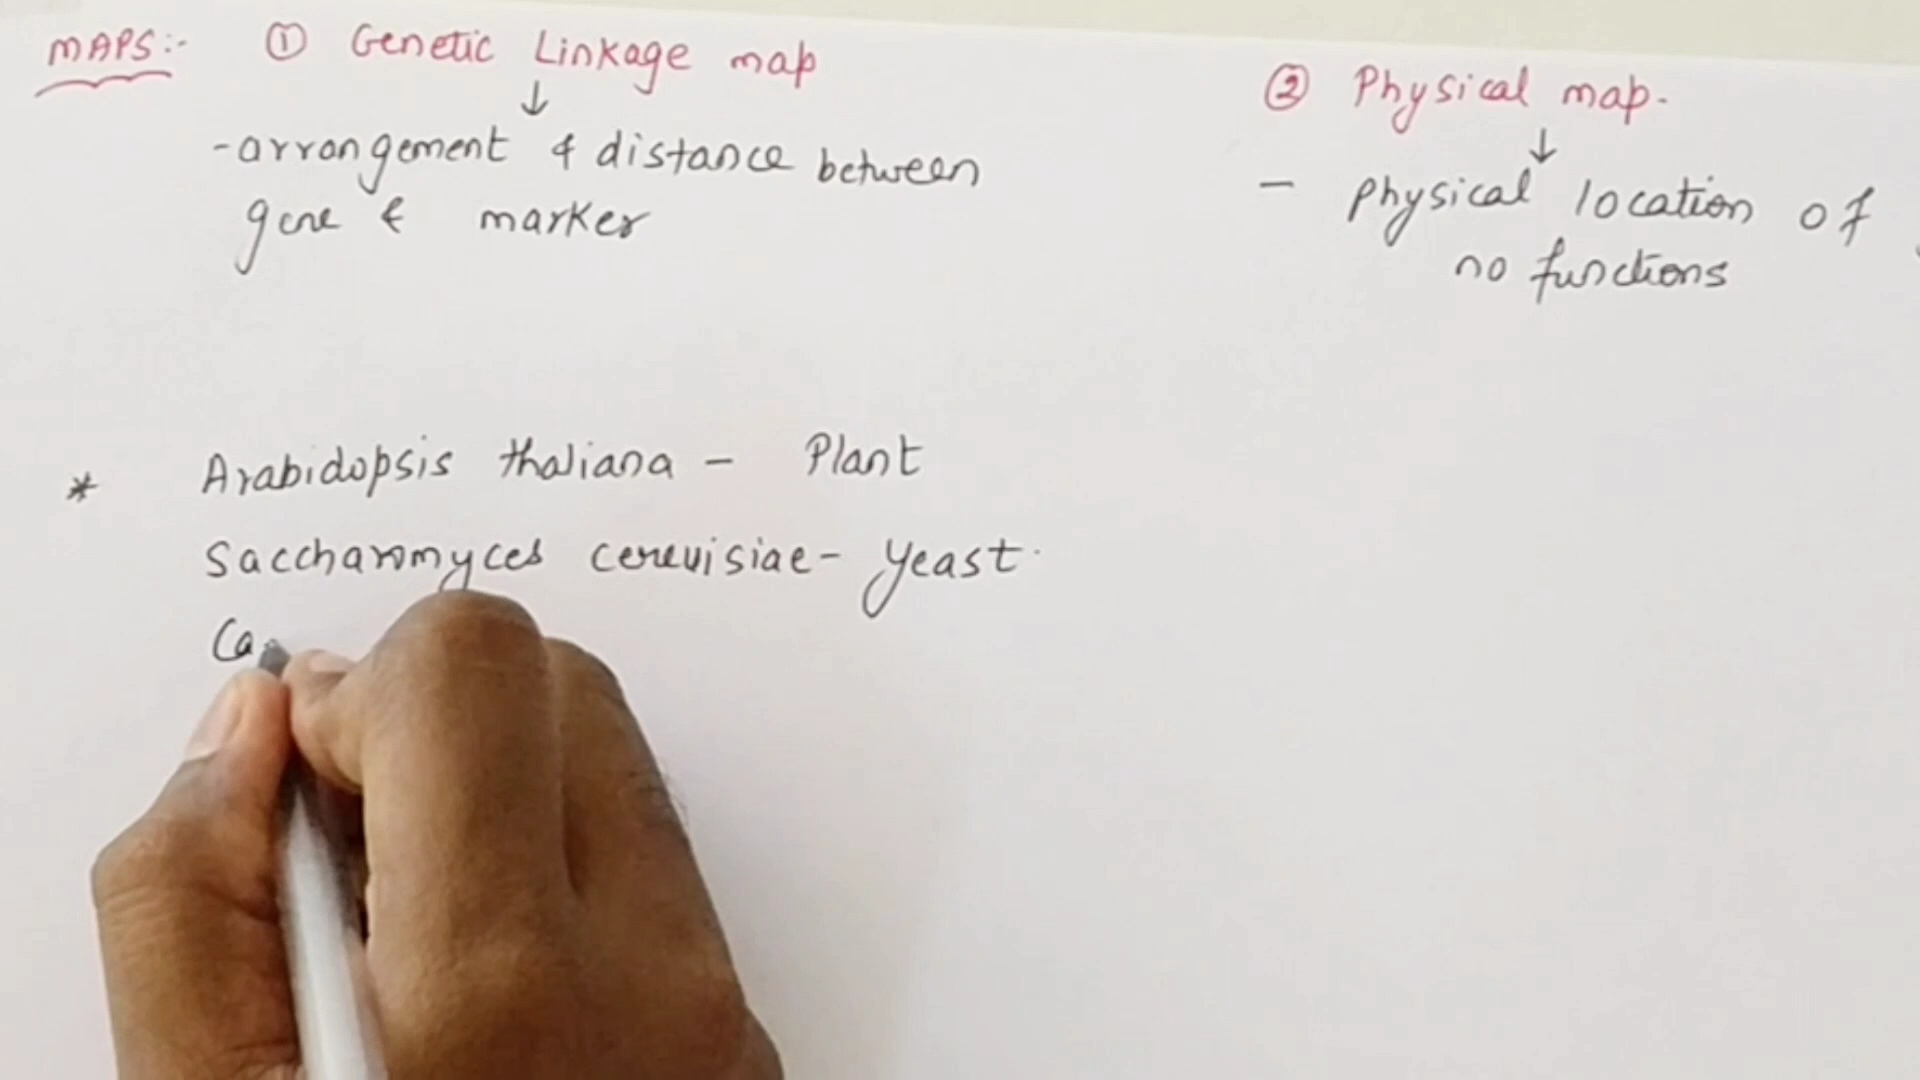 MAPS:- ① Genetic Linkage map
↓
- arrangement & distance between
gene & marker
② Physical map.
↓
- Physical location of
no functions
* Arabidopsis thaliana - Plant
Saccharomyces cerevisiae - Yeast.
Ca